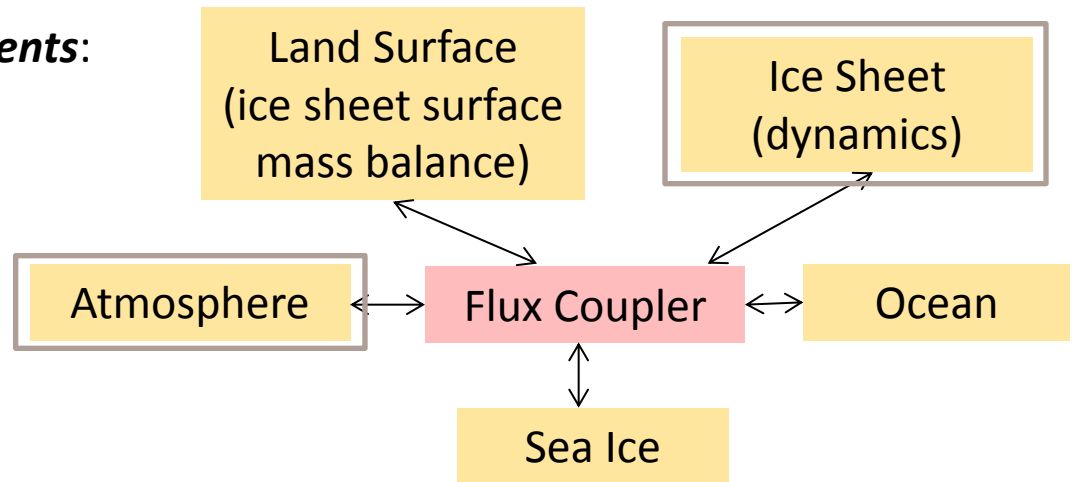 ents:
Land Surface
(ice sheet surface
mass balance)
Ice Sheet
(dynamics)
Atmosphere
Flux Coupler
Ocean
Sea Ice